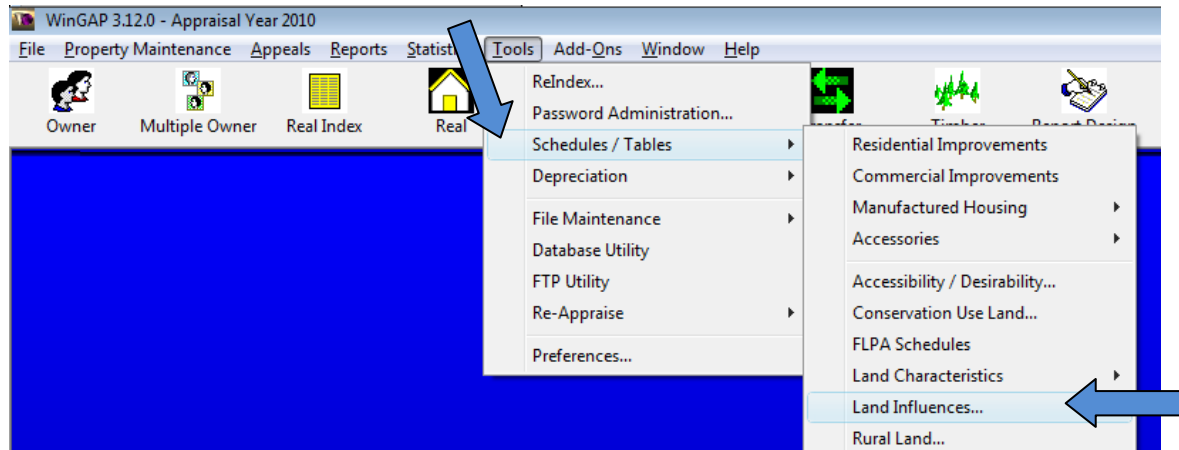 WinGAP 3.12.0 - Appraisal Year 2010
File Property Maintenance Appeals Reports Tools Add-Ons Window Help
Owner Multiple Owner Real Index Real
ReIndex...
Password Administration...
Schedules / Tables
Depreciation
File Maintenance
Database Utility
FTP Utility
Re-Appraise
Preferences...
Residential Improvements
Commercial Improvements
Manufactured Housing
Accessories
Accessibility / Desirability...
Conservation Use Land...
FLPA Schedules
Land Characteristics
Land Influences...
Rural Land...